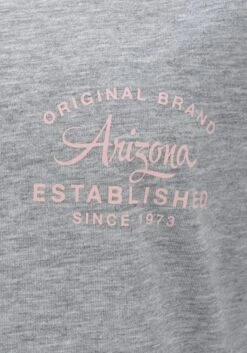 ORIGINAL BRAND
Arizona
ESTABLISHED
SINCE 1973